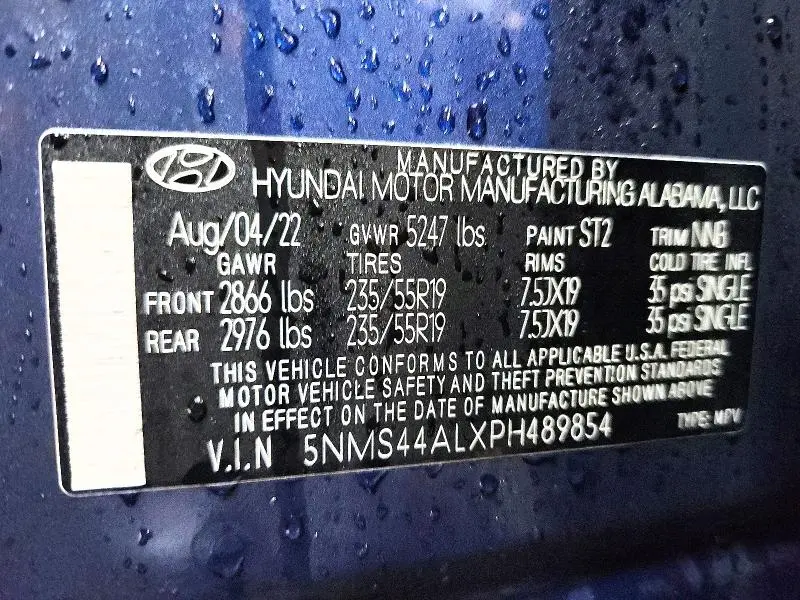 MANUFACTURED BY
HYUNDAI MOTOR MANUFACTURING ALABAMA, LLC
Aug/04/22 GVWR 5247 lbs PAINT ST2 TRIM NNB
GAWR TIRES RIMS COLD TIRE INFL
FRONT 2866 lbs 235/55R19 7.5JX19 35 psi SINGLE
REAR 2976 lbs 235/55R19 7.5JX19 35 psi SINGLE
THIS VEHICLE CONFORMS TO ALL APPLICABLE U.S.A. FEDERAL
MOTOR VEHICLE SAFETY AND THEFT PREVENTION STANDARDS
IN EFFECT ON THE DATE OF MANUFACTURE SHOWN ABOVE
V.I.N 5NMS44ALXPH489854 TYPE: MPV